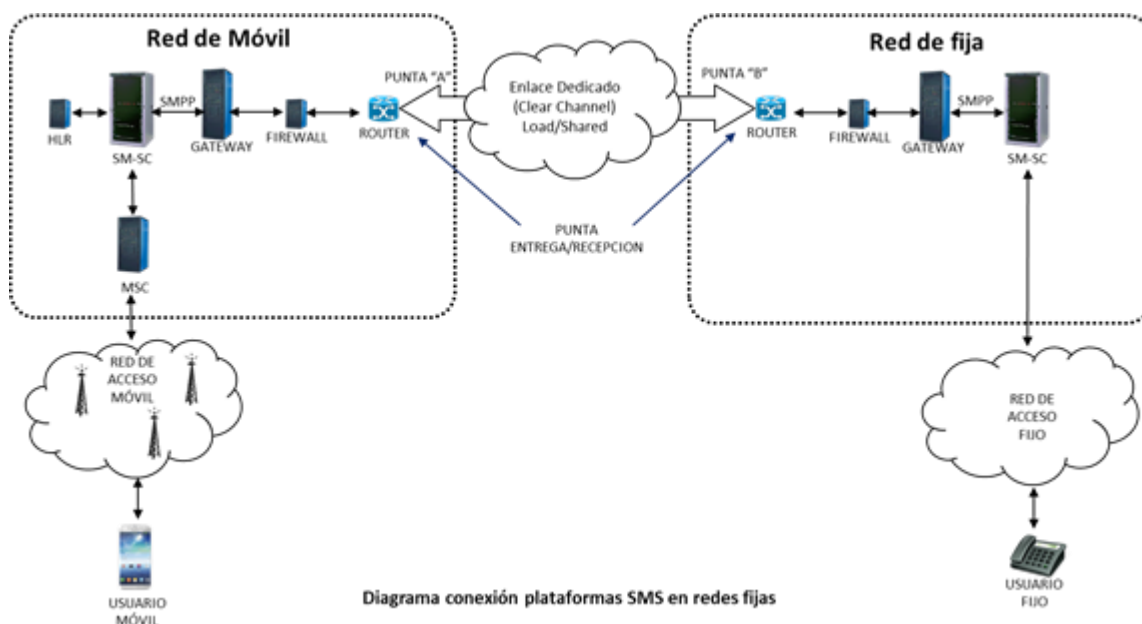 Red de Móvil
Red de fija
PUNTA "A"
Enlace Dedicado
(Clear Channel)
Load/Shared
PUNTA "B"
HLR
SM-SC
SMPP
GATEWAY
FIREWALL
ROUTER
ROUTER
FIREWALL
GATEWAY
SMPP
SM-SC
PUNTA
ENTREGA/RECEPCION
MSC
RED DE
ACCESO
MÓVIL
RED DE
ACCESO
FIJO
USUARIO
MÓVIL
Diagrama conexión plataformas SMS en redes fijas
USUARIO
FIJO